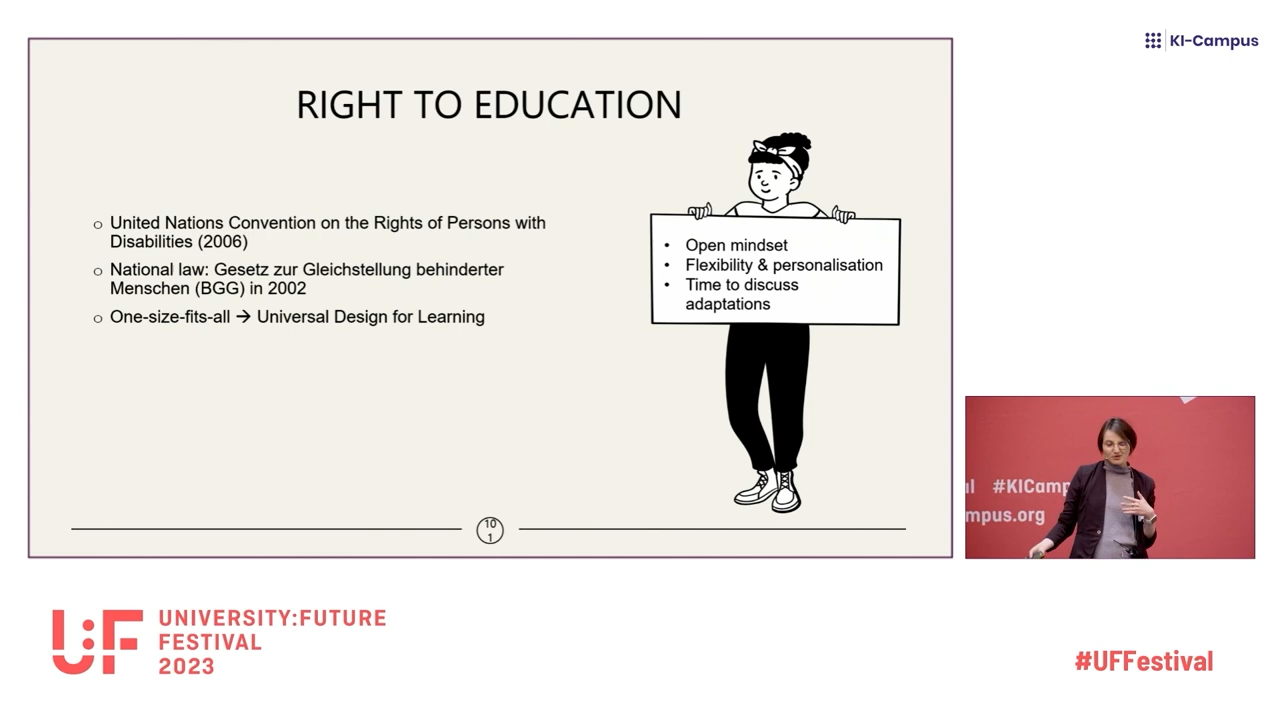 KI-Campus
RIGHT TO EDUCATION
o United Nations Convention on the Rights of Persons with
Disabilities (2006)
o National law: Gesetz zur Gleichstellung behinderter
Menschen (BGG) in 2002
o One-size-fits-all → Universal Design for Learning
• Open mindset
• Flexibility & personalisation
• Time to discuss
adaptations
10
1
#KICamp
mpus.org
U:F
UNIVERSITY:FUTURE
FESTIVAL
2023
#UFFestival